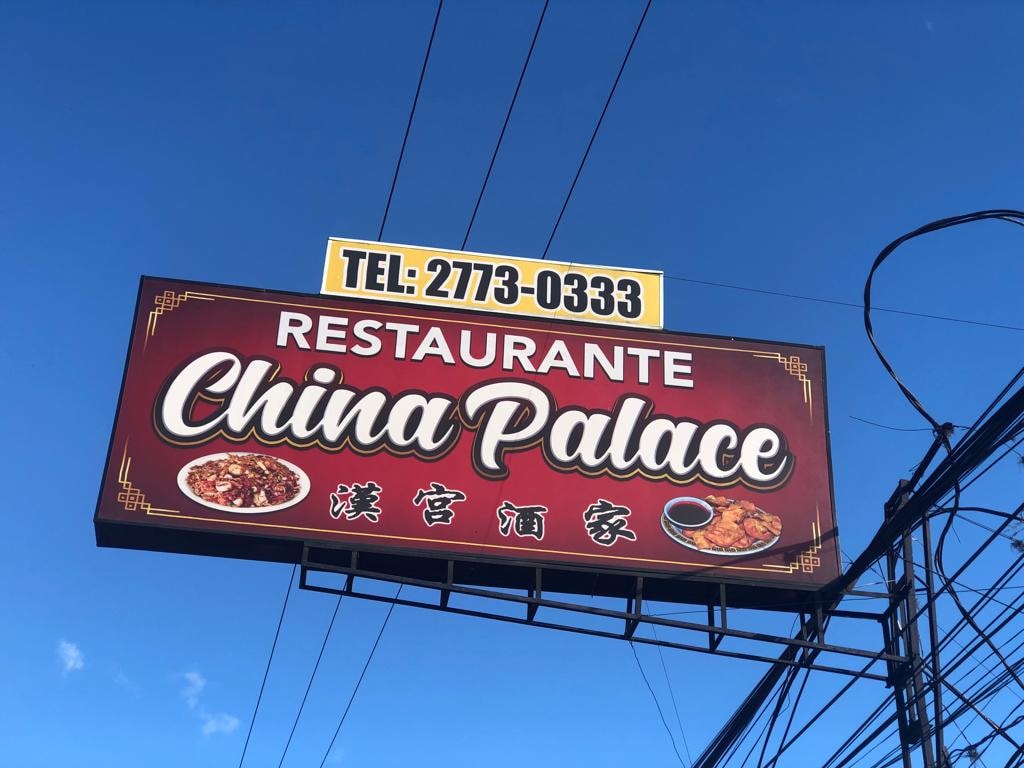 TEL: 2773-0333
RESTAURANTE
China Palace
漢宮酒家